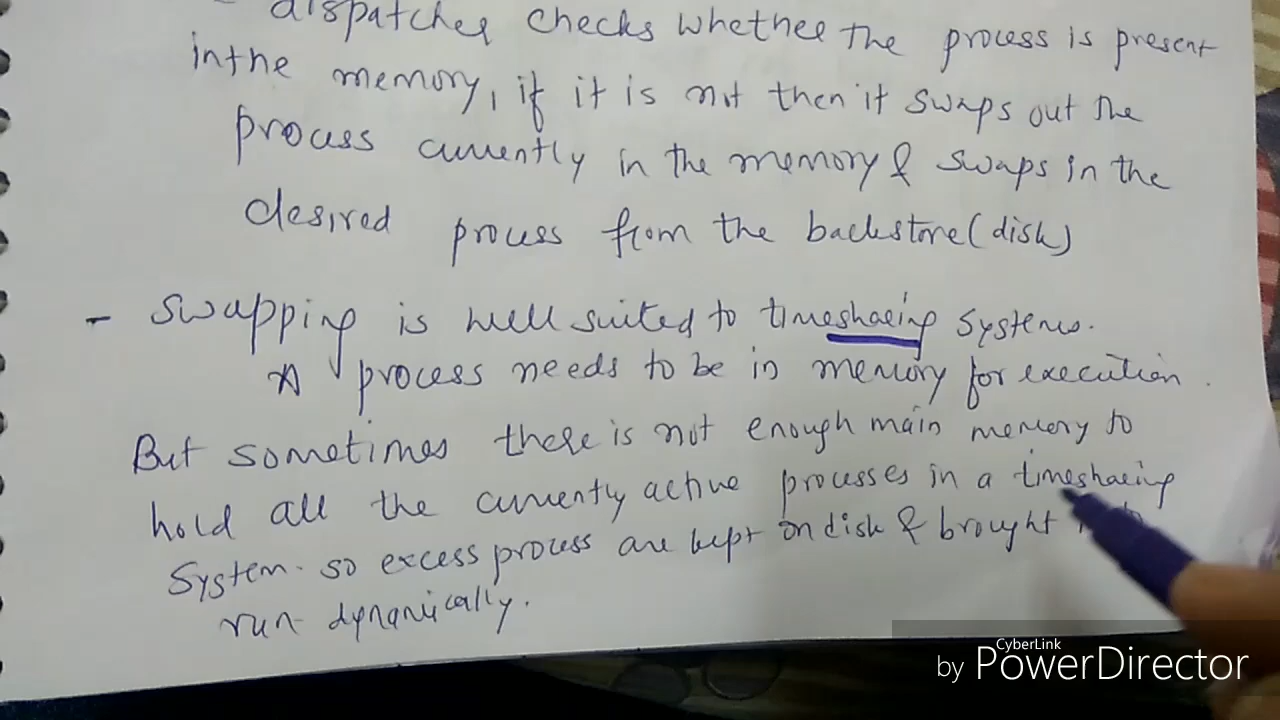 - dispatcher checks whether the process is present
in the memory, if it is not then it swaps out the
process currently in the memory & swaps in the
desired process from the backstore (disk)
- Swapping is well suited to timesharing systems.
A process needs to be in memory for execution.
But sometimes there is not enough main memory to
hold all the currently active processes in a timesharing
system. so excess process are kept on disk & brought
run dynamically.
CyberLink
by PowerDirector